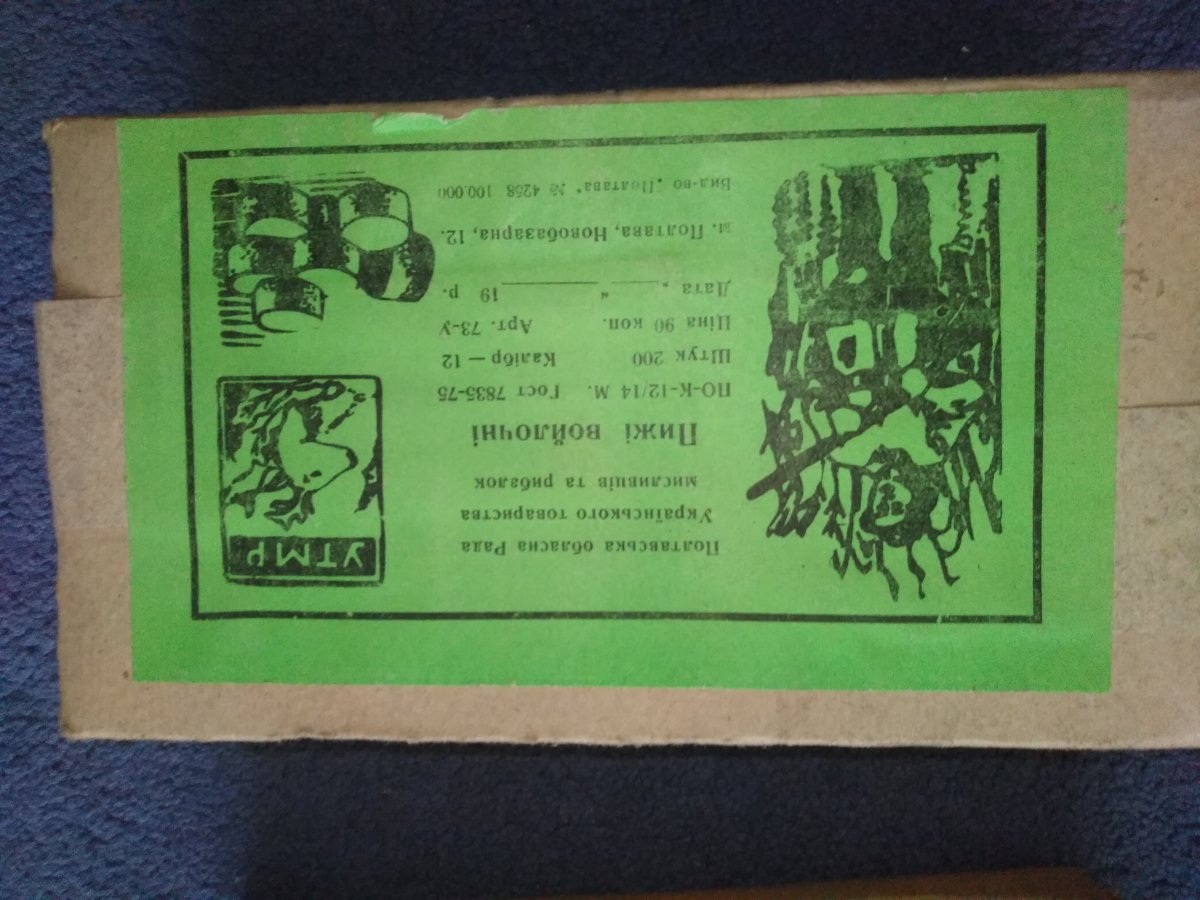 Полтавська обласна Рада
Українського товариства
мисливців та рибалок
Пижі войлочні
ПО-К-12/14 М. Гост 7835-75
Штук 200 Калібр — 12
Ціна 90 коп. Арт. 73-У
Дата „_____“ __________ 19 р.
м. Полтава, Новобазарна, 12.
Вид-во „Полтава" № 4258 100.000
УТМР